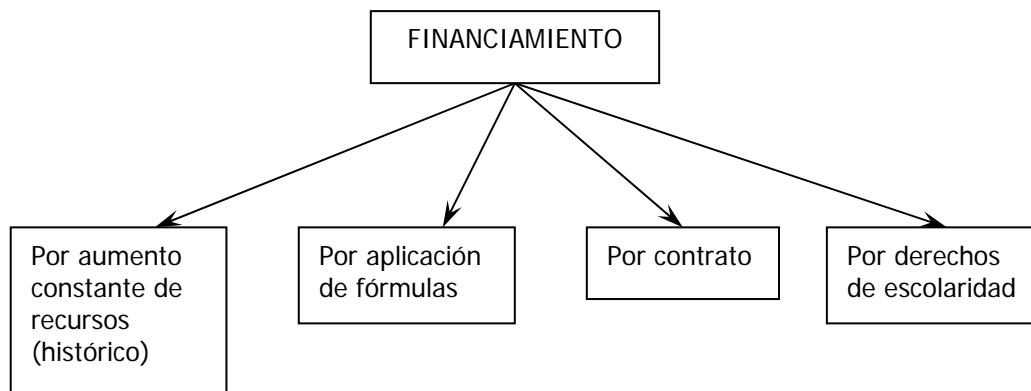 FINANCIAMIENTO
Por aumento
constante de
recursos
(histórico)
Por aplicación
de fórmulas
Por contrato
Por derechos
de escolaridad